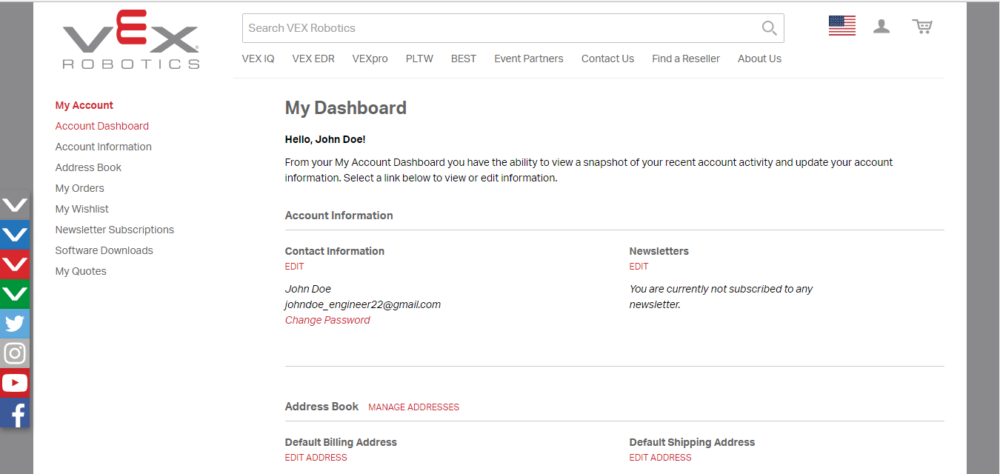 VEX
ROBOTICS
Search VEX Robotics
VEX IQ VEX EDR VEXpro PLTW BEST Event Partners Contact Us Find a Reseller About Us
My Account
Account Dashboard
Account Information
Address Book
My Orders
My Wishlist
Newsletter Subscriptions
Software Downloads
My Quotes
My Dashboard
Hello, John Doe!
From your My Account Dashboard you have the ability to view a snapshot of your recent account activity and update your account
information. Select a link below to view or edit information.
Account Information
Contact Information
EDIT
John Doe
johndoe_engineer22@gmail.com
Change Password
Newsletters
EDIT
You are currently not subscribed to any
newsletter.
Address Book MANAGE ADDRESSES
Default Billing Address
EDIT ADDRESS
Default Shipping Address
EDIT ADDRESS